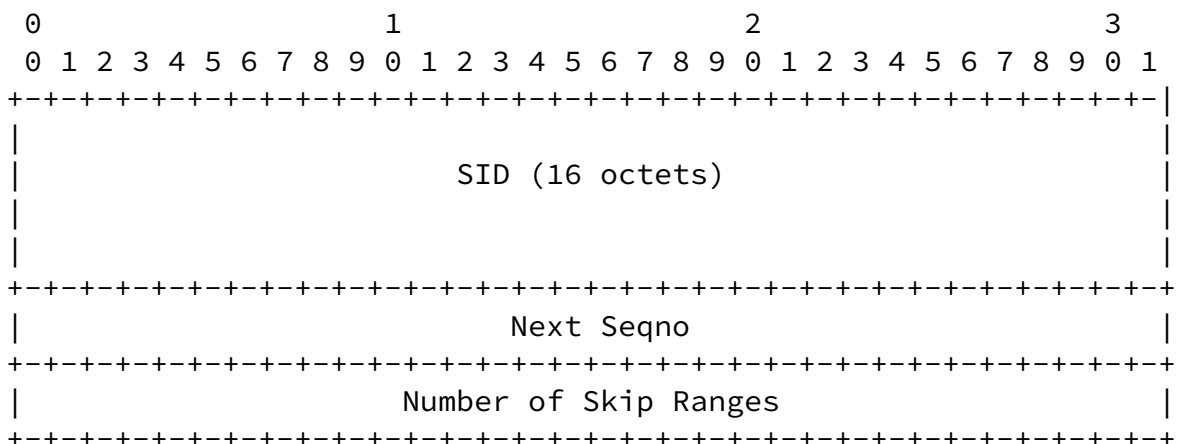 0                   1                   2                   3
 0 1 2 3 4 5 6 7 8 9 0 1 2 3 4 5 6 7 8 9 0 1 2 3 4 5 6 7 8 9 0 1
+-+-+-+-+-+-+-+-+-+-+-+-+-+-+-+-+-+-+-+-+-+-+-+-+-+-+-+-+-+-+-+-|
|                                                               |
|                        SID (16 octets)                        |
|                                                               |
|                                                               |
+-+-+-+-+-+-+-+-+-+-+-+-+-+-+-+-+-+-+-+-+-+-+-+-+-+-+-+-+-+-+-+-+
|                           Next Seqno                          |
+-+-+-+-+-+-+-+-+-+-+-+-+-+-+-+-+-+-+-+-+-+-+-+-+-+-+-+-+-+-+-+-+
|                     Number of Skip Ranges                     |
+-+-+-+-+-+-+-+-+-+-+-+-+-+-+-+-+-+-+-+-+-+-+-+-+-+-+-+-+-+-+-+-+